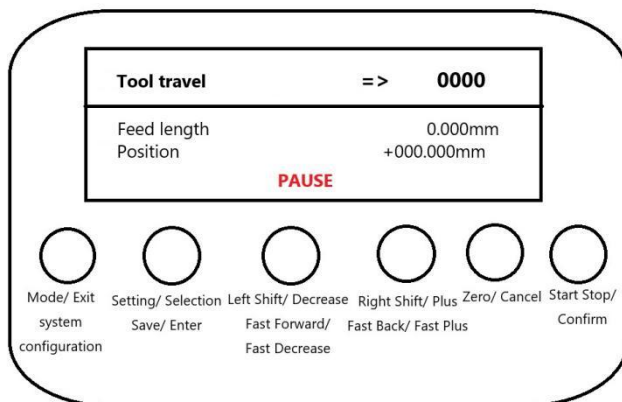 Tool travel => 0000
Feed length 0.000mm
Position +000.000mm
PAUSE
Mode/ Exit
system
configuration
Setting/ Selection
Save/ Enter
Left Shift/ Decrease
Fast Forward/
Fast Decrease
Right Shift/ Plus
Fast Back/ Fast Plus
Zero/ Cancel
Start Stop/
Confirm